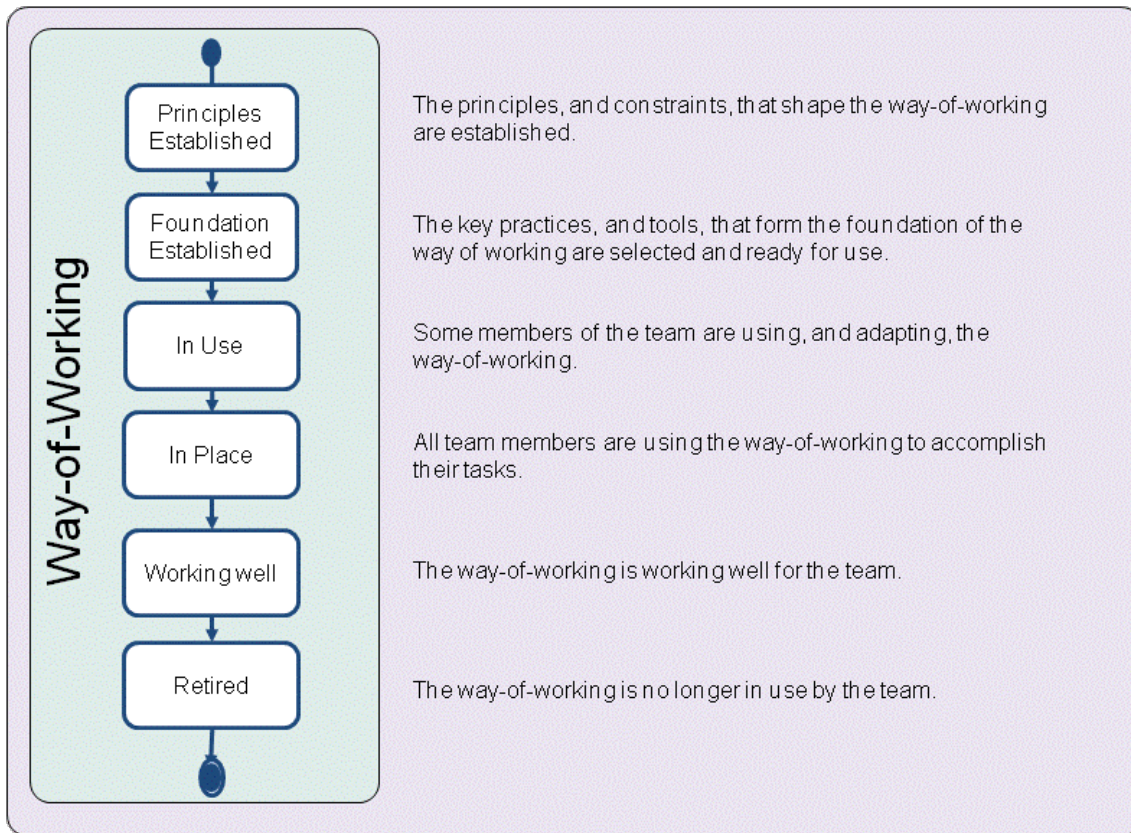 Way-of-Working
Principles
Established
The principles, and constraints, that shape the way-of-working
are established.
Foundation
Established
The key practices, and tools, that form the foundation of the
way of working are selected and ready for use.
In Use
Some members of the team are using, and adapting, the
way-of-working.
In Place
All team members are using the way-of-working to accomplish
their tasks.
Working well
The way-of-working is working well for the team.
Retired
The way-of-working is no longer in use by the team.